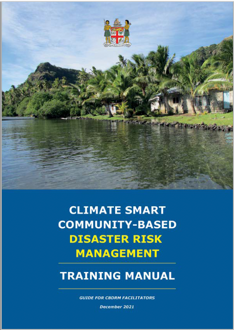 CLIMATE SMART
COMMUNITY-BASED
DISASTER RISK
MANAGEMENT
TRAINING MANUAL
GUIDE FOR CBDRM FACILITATORS
December 2021